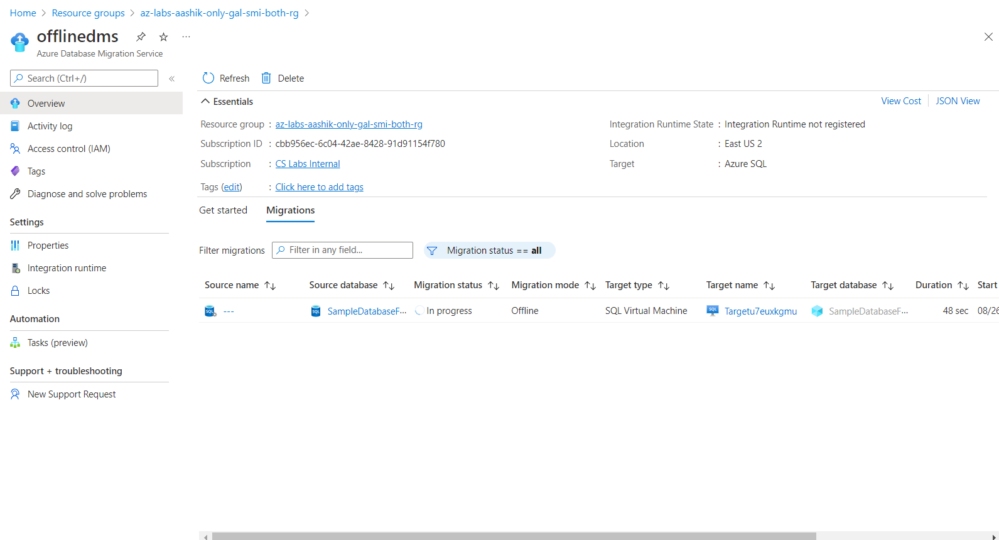 Home > Resource groups > az-labs-aashik-only-gal-smi-both-rg >
offlinedms
Azure Database Migration Service
Search (Ctrl+/)
Overview
Activity log
Access control (IAM)
Tags
Diagnose and solve problems
Settings
Properties
Integration runtime
Locks
Automation
Tasks (preview)
Support + troubleshooting
New Support Request
Refresh Delete
Essentials
View Cost JSON View
Resource group : az-labs-aashik-only-gal-smi-both-rg
Subscription ID : cbb956ec-6c04-42ae-8428-91d91154f780
Subscription : CS Labs Internal
Tags (edit) : Click here to add tags
Integration Runtime State : Integration Runtime not registered
Location : East US 2
Target : Azure SQL
Get started Migrations
Filter migrations Filter in any field... Migration status == all
Source name Source database Migration status Migration mode Target type Target name Target database Duration Start
--- SampleDatabaseF... In progress Offline SQL Virtual Machine Targetu7euxkgmu SampleDatabaseF... 48 sec 08/26